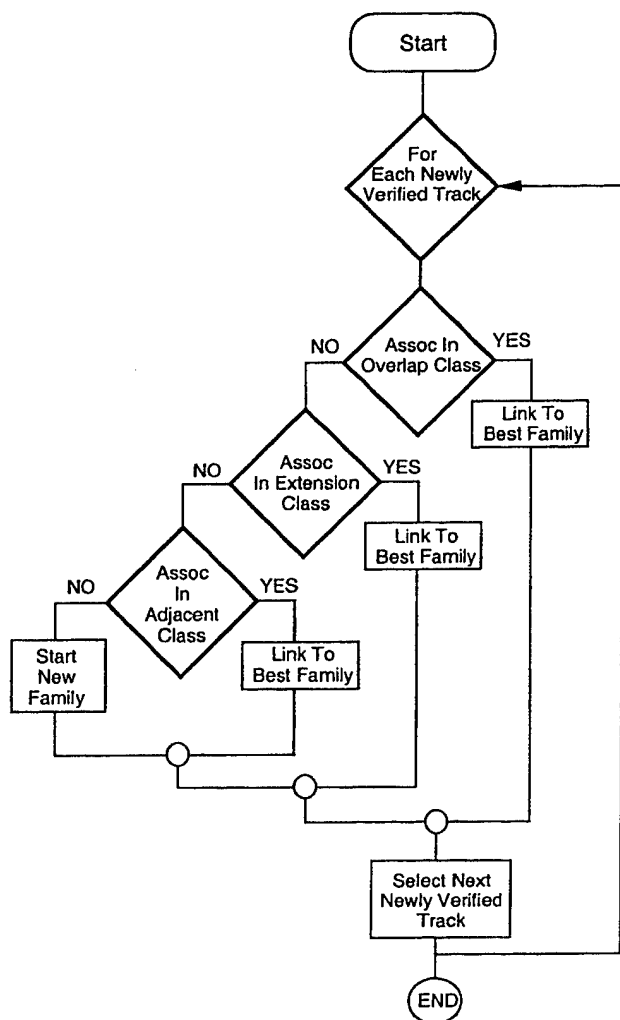 Start
For
Each Newly
Verified Track
NO
Assoc In
Overlap Class
YES
Link To
Best Family
NO
Assoc
In Extension
Class
YES
Link To
Best Family
NO
Assoc
In
Adjacent
Class
YES
Start
New
Family
Link To
Best Family
Select Next
Newly Verified
Track
END